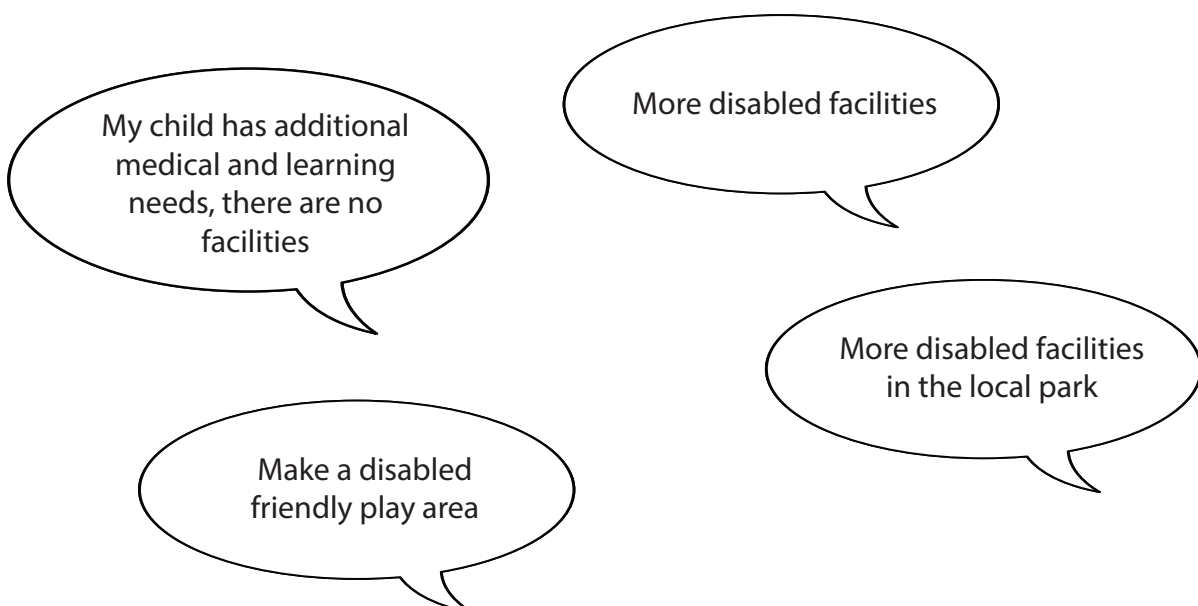 My child has additional
medical and learning
needs, there are no
facilities
More disabled facilities
More disabled facilities
in the local park
Make a disabled
friendly play area